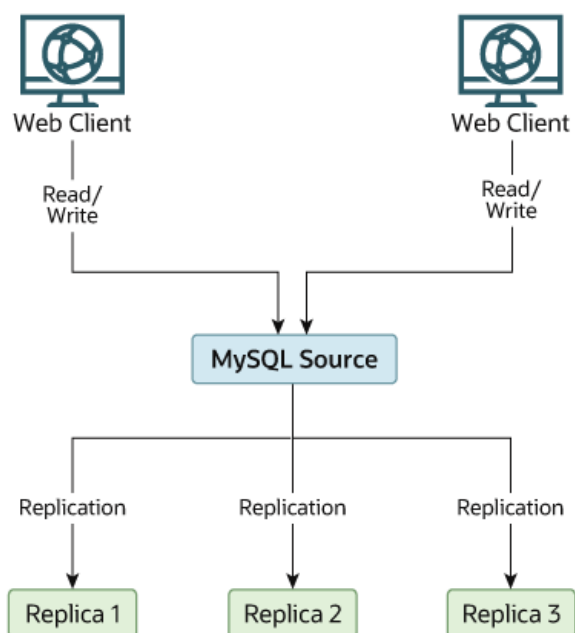 Web Client
Web Client
Read/
Write
Read/
Write
MySQL Source
Replication
Replication
Replication
Replica 1
Replica 2
Replica 3